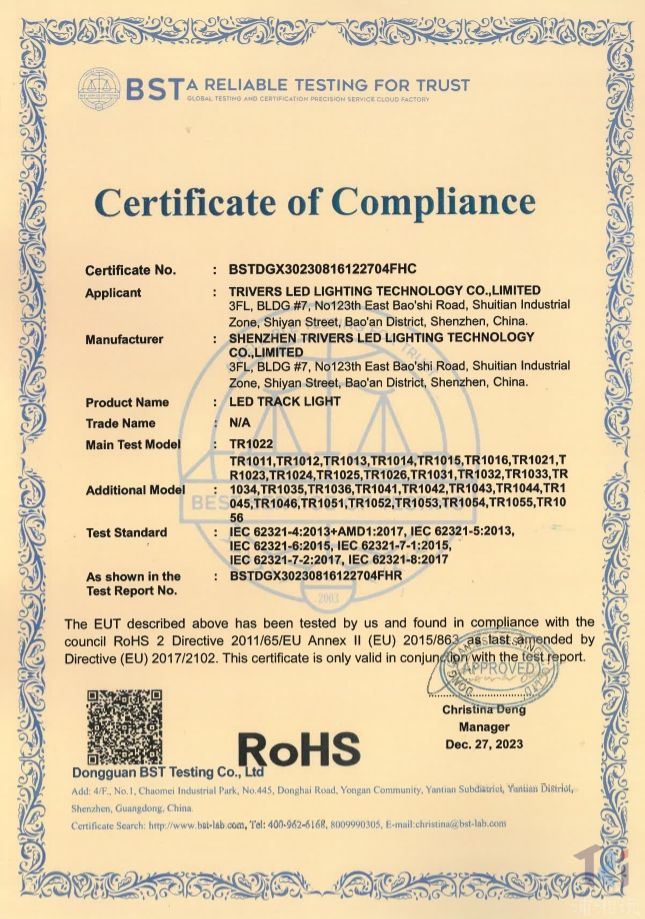 BST A RELIABLE TESTING FOR TRUST
GLOBAL TESTING AND CERTIFICATION PRECISION SERVICE CLOUD FACTORY
Certificate of Compliance
Certificate No. : BSTDGX30230816122704FHC
Applicant : TRIVERS LED LIGHTING TECHNOLOGY CO.,LIMITED
3FL, BLDG #7, No123th East Bao'shi Road, Shuitian Industrial
Zone, Shiyan Street, Bao'an District, Shenzhen, China.
Manufacturer : SHENZHEN TRIVERS LED LIGHTING TECHNOLOGY
CO.,LIMITED
3FL, BLDG #7, No123th East Bao'shi Road, Shuitian Industrial
Zone, Shiyan Street, Bao'an District, Shenzhen, China.
Product Name : LED TRACK LIGHT
Trade Name : N/A
Main Test Model : TR1022
TR1011,TR1012,TR1013,TR1014,TR1015,TR1016,TR1021,T
R1023,TR1024,TR1025,TR1026,TR1031,TR1032,TR1033,TR
Additional Model : 1034,TR1035,TR1036,TR1041,TR1042,TR1043,TR1044,TR1
045,TR1046,TR1051,TR1052,TR1053,TR1054,TR1055,TR10
56
Test Standard : IEC 62321-4:2013+AMD1:2017, IEC 62321-5:2013,
IEC 62321-6:2015, IEC 62321-7-1:2015,
IEC 62321-7-2:2017, IEC 62321-8:2017
As shown in the : BSTDGX30230816122704FHR
Test Report No.
2003
The EUT described above has been tested by us and found in compliance with the
council RoHS 2 Directive 2011/65/EU Annex II (EU) 2015/863 as last amended by
Directive (EU) 2017/2102. This certificate is only valid in conjunction with the test report.
APPROVED
Christina Deng
Manager
Dec. 27, 2023
RoHS
Dongguan BST Testing Co., Ltd
Add: 4/F., No.1, Chaomei Industrial Park, No.445, Donghai Road, Yongan Community, Yantian Subdistrict, Yantian District,
Shenzhen, Guangdong, China.
Certificate Search: http://www.bst-lab.com, Tel: 400-962-6168, 8009990305, E-mail:christina@bst-lab.com